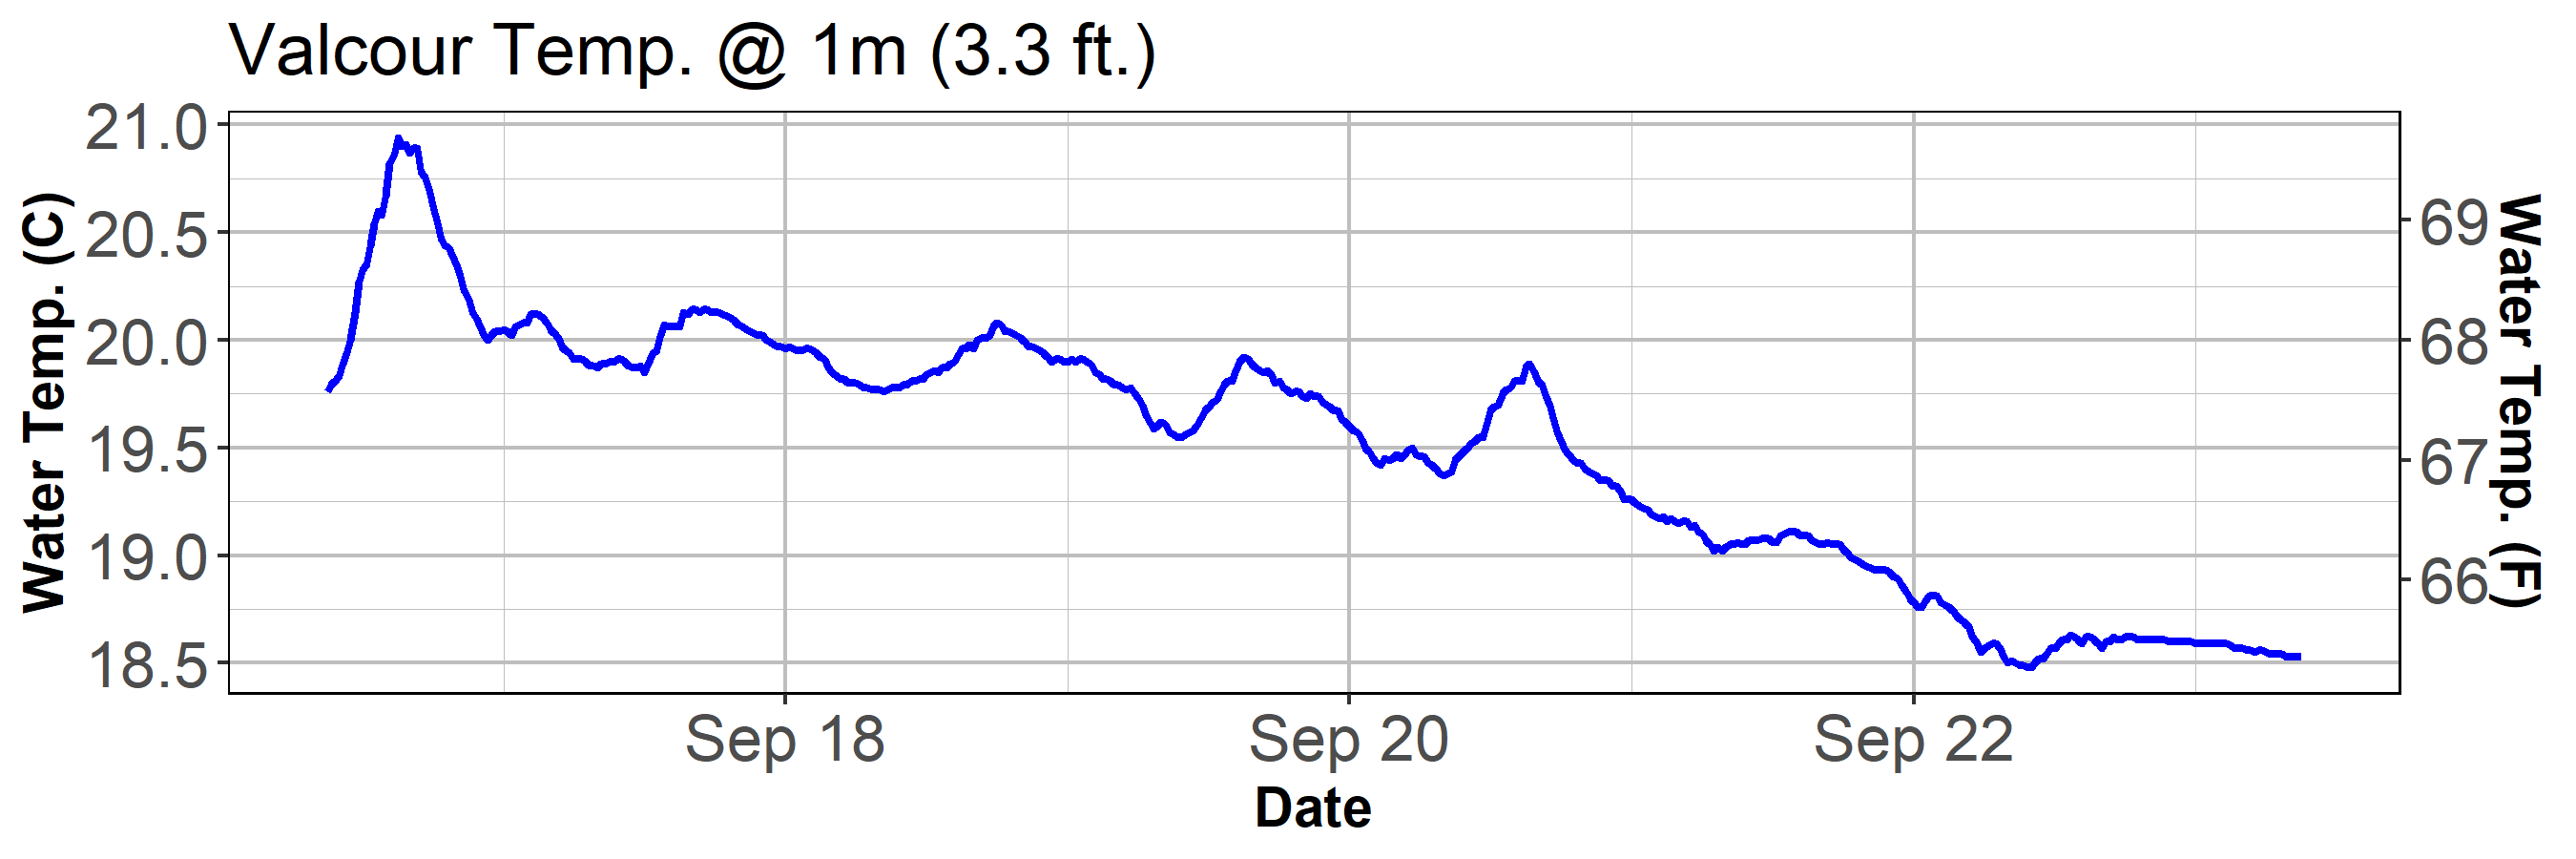 Valcour Temp. @ 1m (3.3 ft.)
Water Temp. (C)
21.0
20.5
20.0
19.5
19.0
18.5
69
68
67
66
Water Temp. (F)
Sep 18
Sep 20
Sep 22
Date